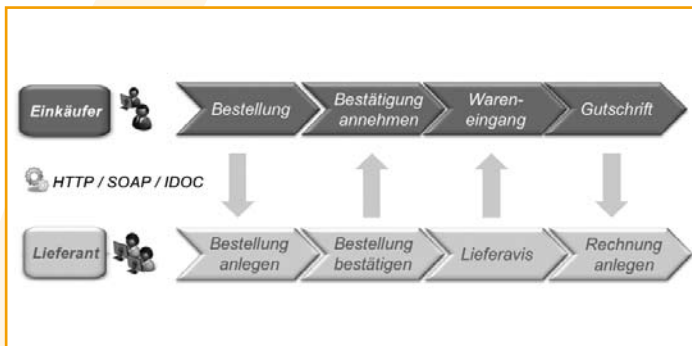 Einkäufer
Bestellung
Bestätigung
annehmen
Waren-
eingang
Gutschrift
HTTP / SOAP / IDOC
Lieferant
Bestellung
anlegen
Bestellung
bestätigen
Lieferavis
Rechnung
anlegen